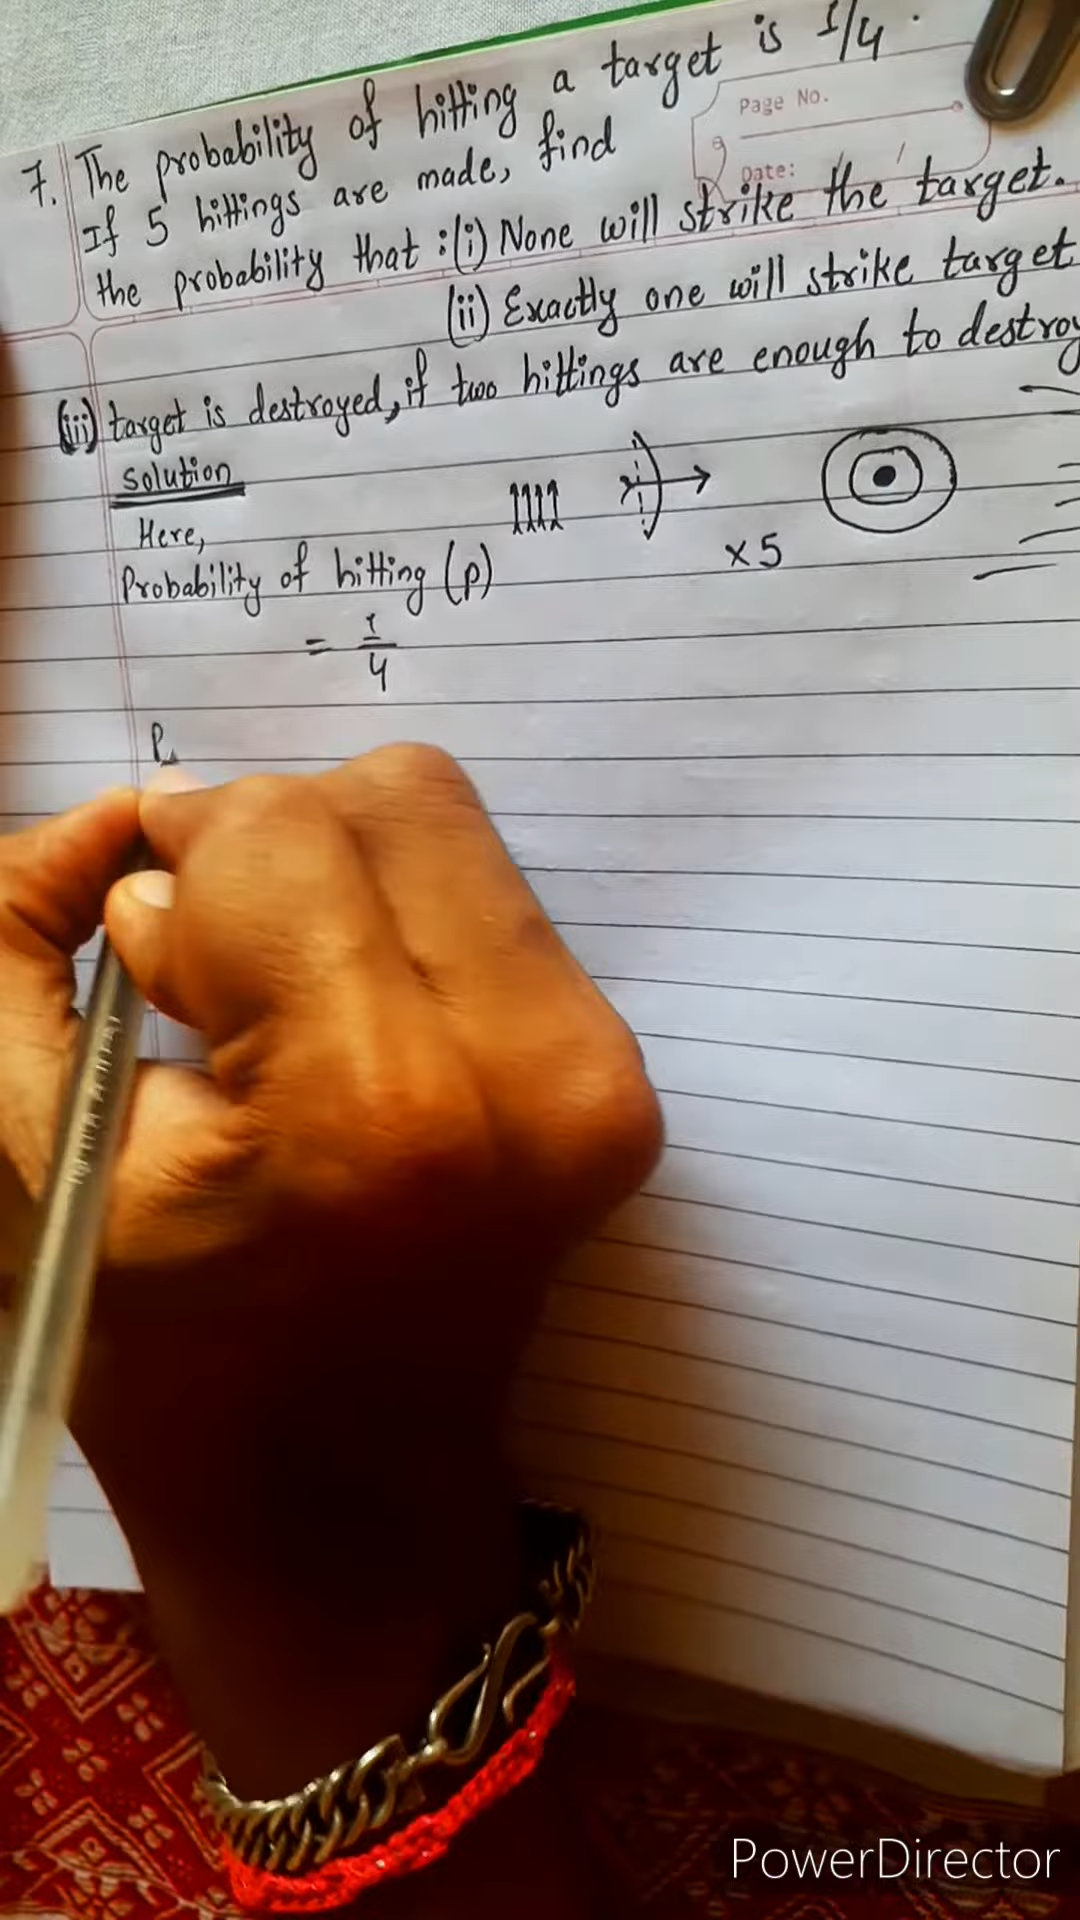 7. The probability of hitting a target is 1/4.
Page No.
If 5 hittings are made, find
Date:
the probability that : (i) None will strike the target.
(ii) Exactly one will strike target
(iii) target is destroyed, if two hittings are enough to destroy
Solution
Here,
Probability of hitting (p)
×5
= 1/4
P
PowerDirector